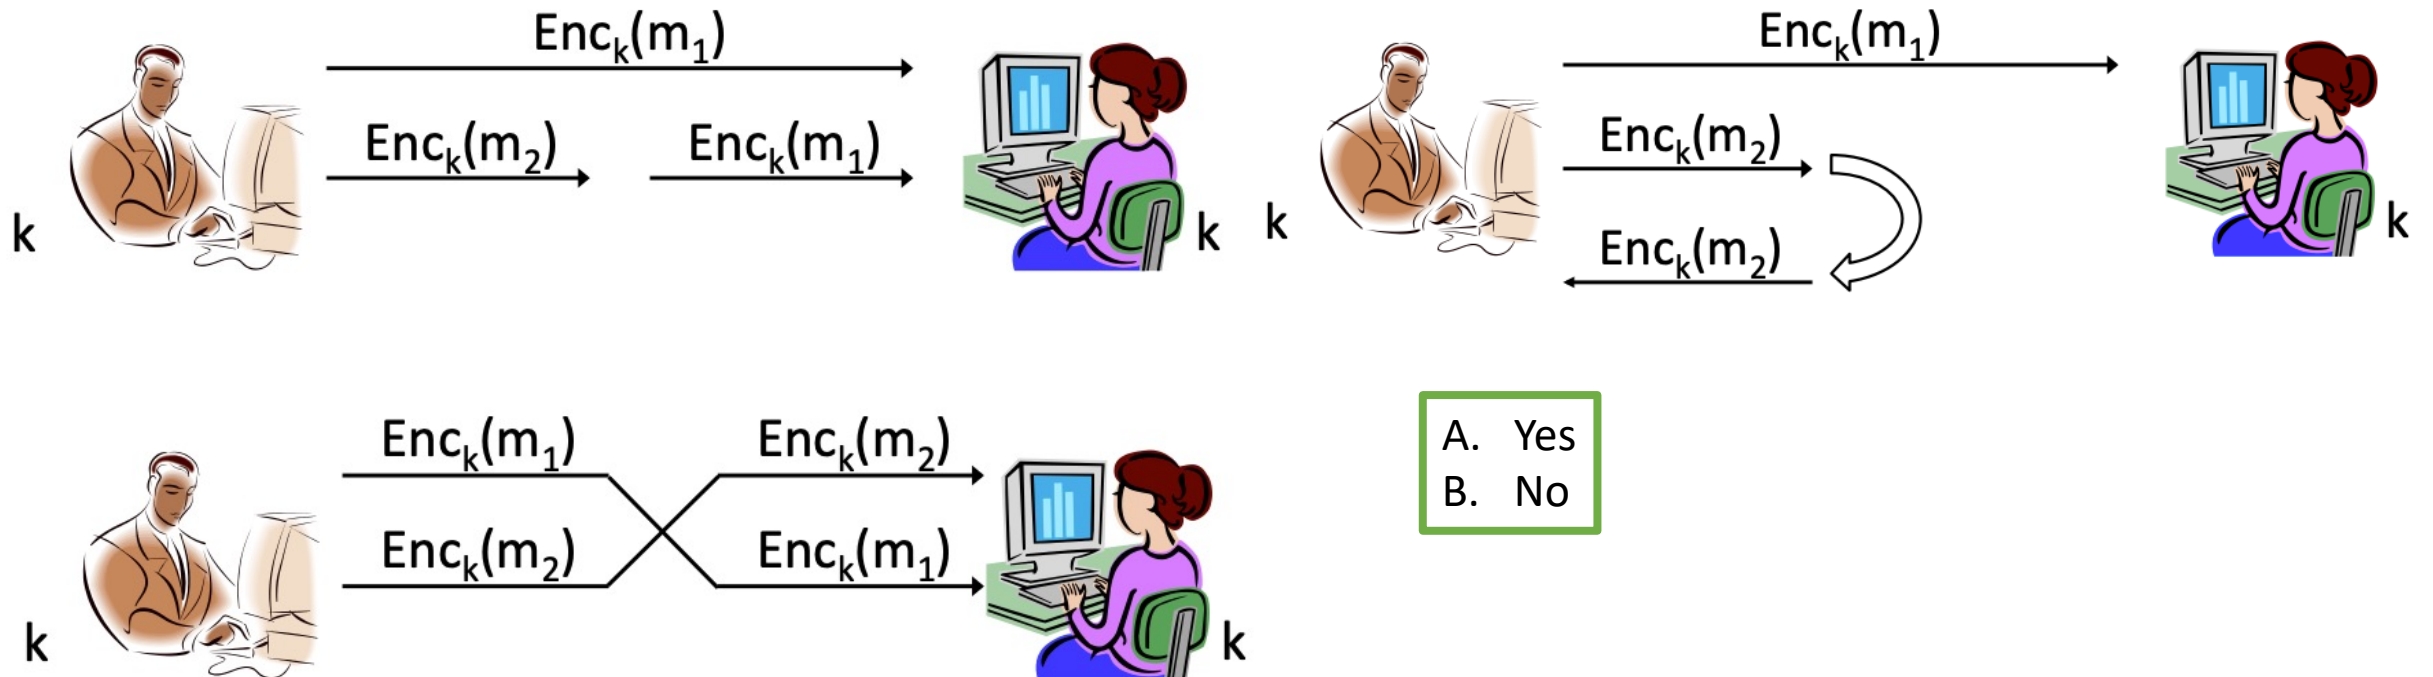 Encₖ(m₁)
Encₖ(m₂) Encₖ(m₁)
k k
Encₖ(m₁)
Encₖ(m₂)
k k
Encₖ(m₂)
Encₖ(m₁) Encₖ(m₂)
Encₖ(m₂) Encₖ(m₁)
k k
A. Yes
B. No